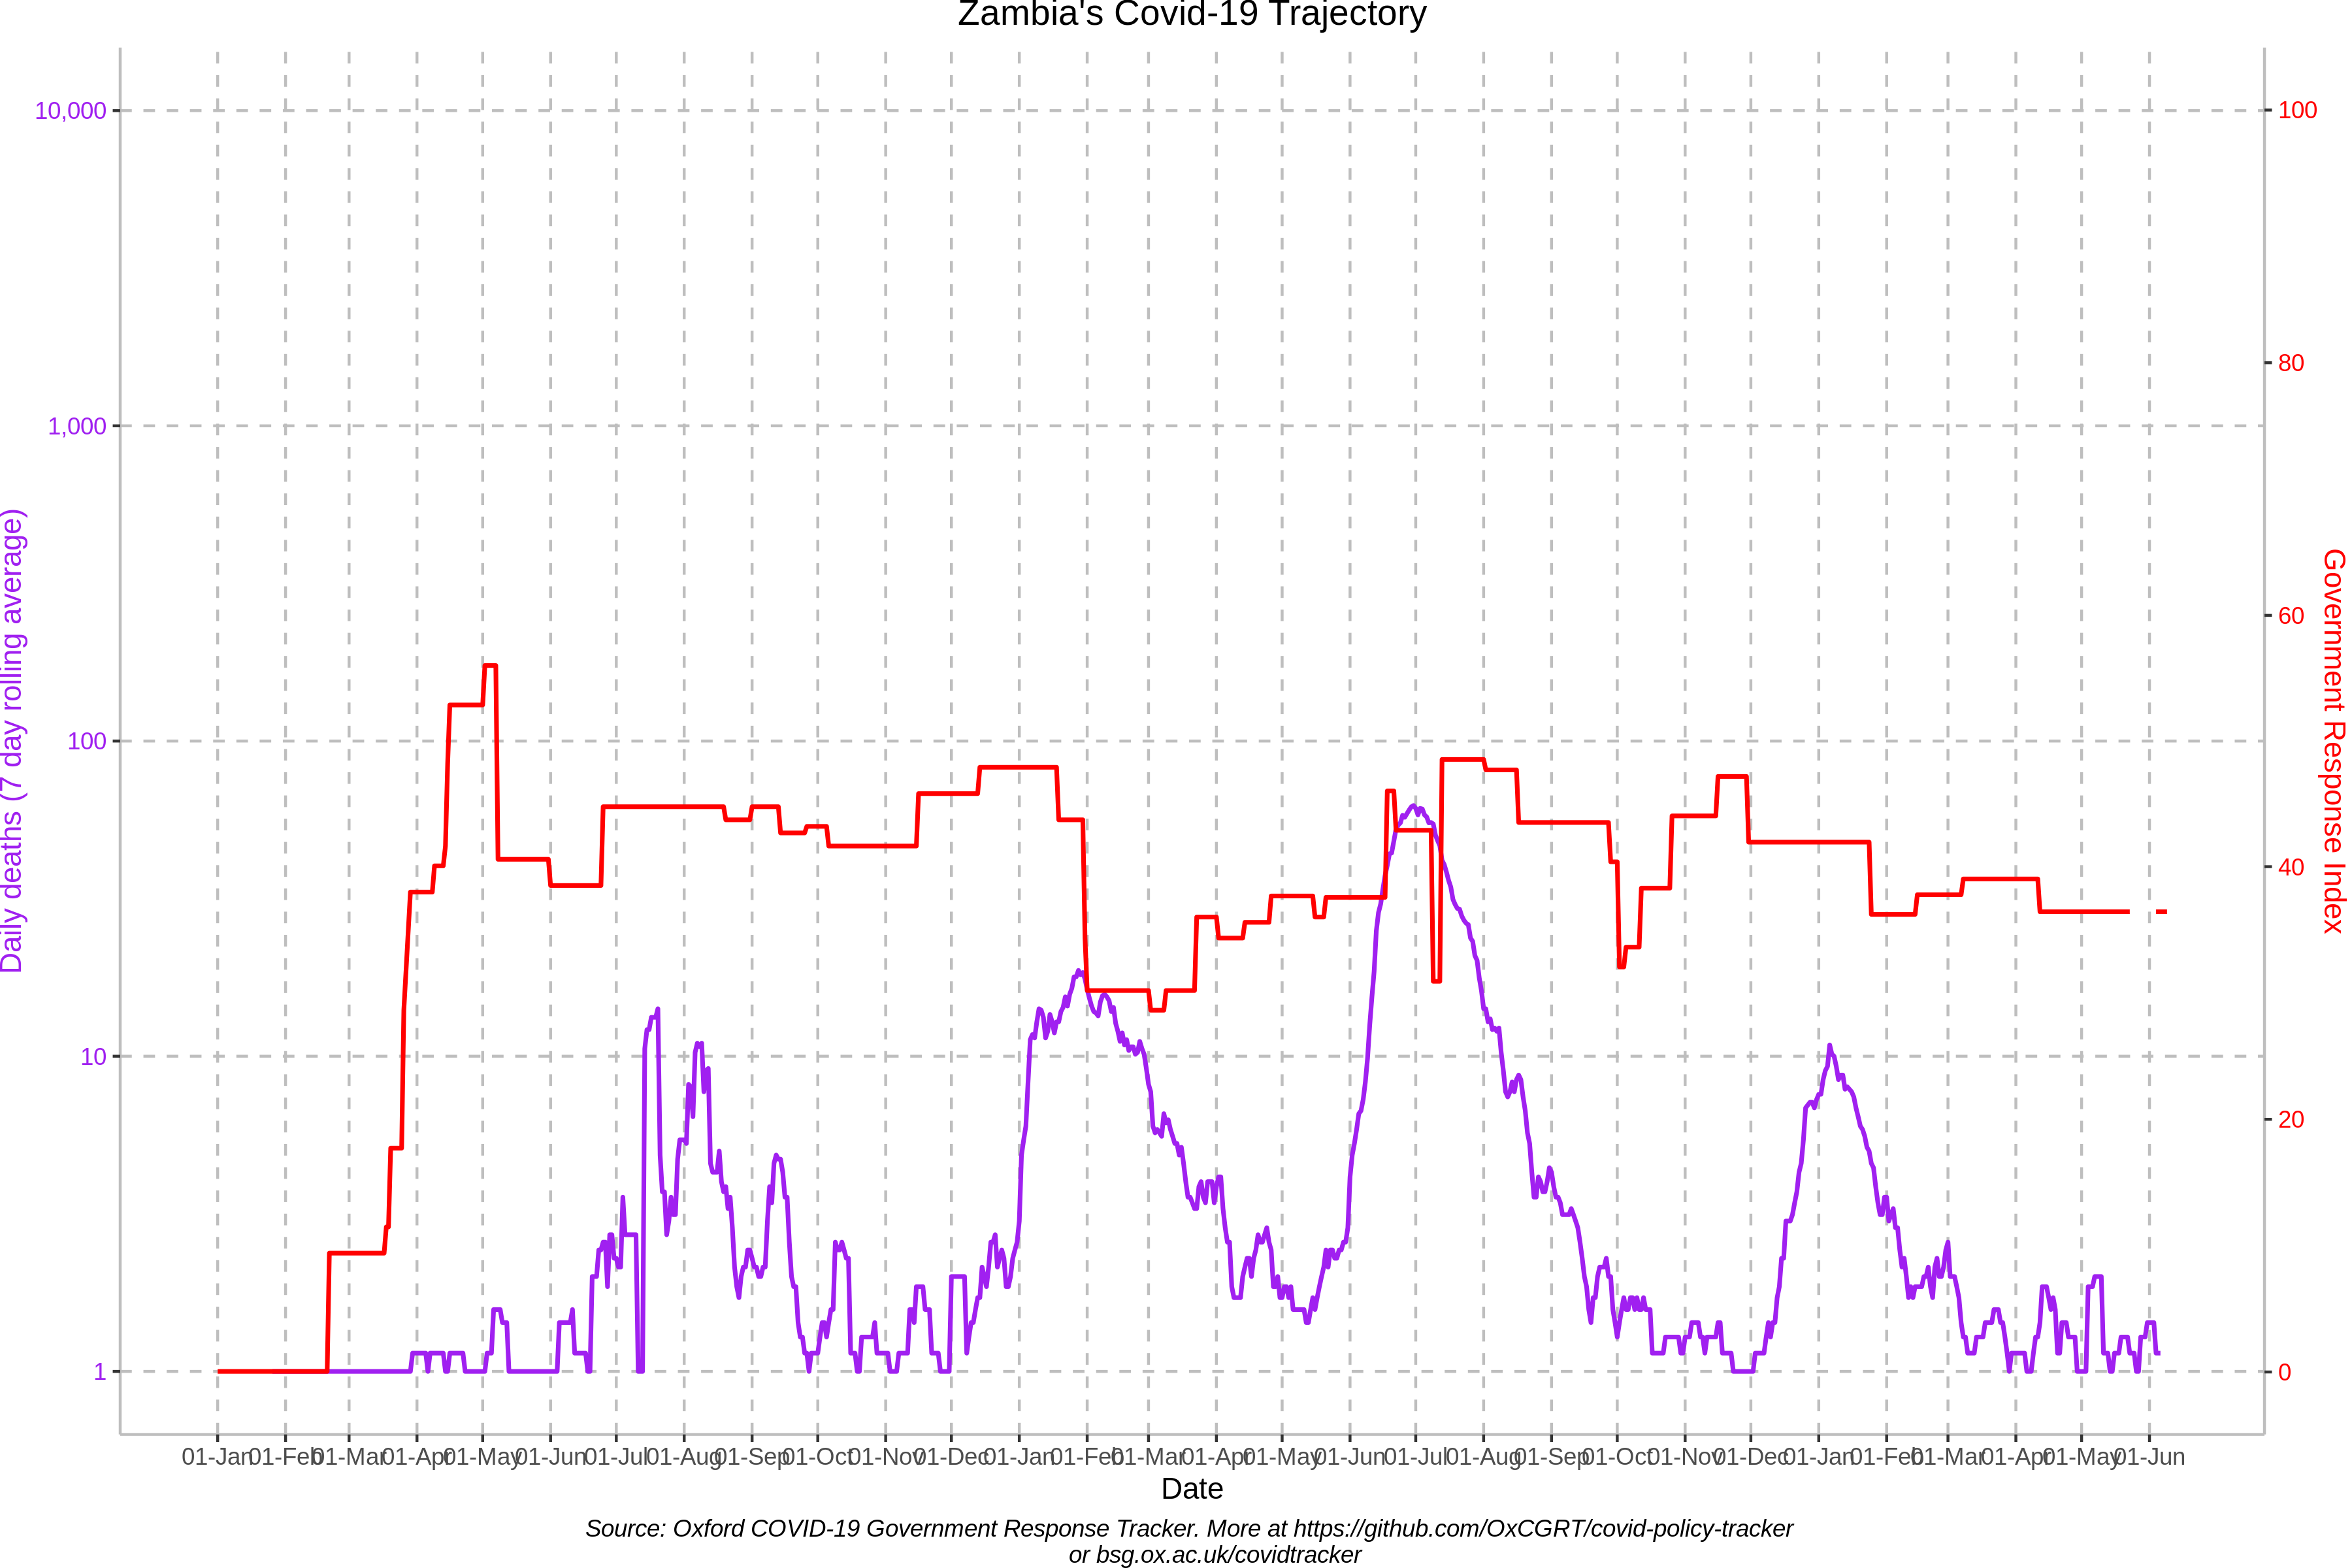 Zambia's Covid-19 Trajectory
10,000
1,000
100
10
1
Daily deaths (7 day rolling average)
100
80
60
40
20
0
Government Response Index
01-Jan 01-Feb 01-Mar 01-Apr 01-May 01-Jun 01-Jul 01-Aug 01-Sep 01-Oct 01-Nov 01-Dec 01-Jan 01-Feb 01-Mar 01-Apr 01-May 01-Jun 01-Jul 01-Aug 01-Sep 01-Oct 01-Nov 01-Dec 01-Jan 01-Feb 01-Mar 01-Apr 01-May 01-Jun
Date
Source: Oxford COVID-19 Government Response Tracker. More at https://github.com/OxCGRT/covid-policy-tracker
or bsg.ox.ac.uk/covidtracker